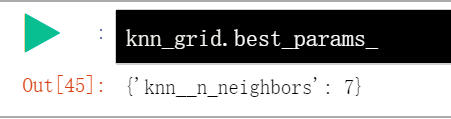 :
knn_grid.best_params_
Out[45]: {'knn__n_neighbors': 7}